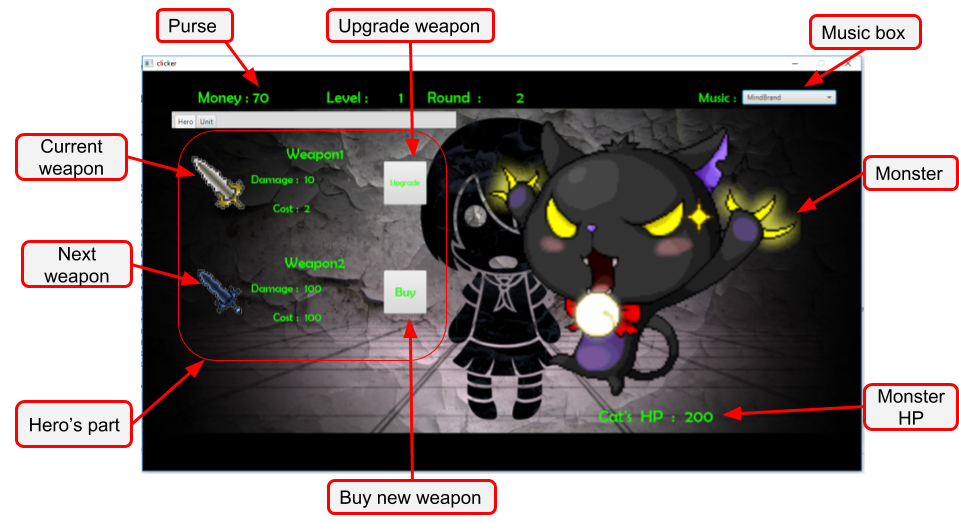 Purse
Upgrade weapon
Music box
clicker
Money : 70
Level : 1
Round : 2
Music : MindBrand
Hero Unit
Current
weapon
Weapon1
Damage : 10
Upgrade
Cost : 2
Monster
Next
weapon
Weapon2
Damage : 100
Buy
Cost : 100
Hero's part
Cat's HP : 200
Monster
HP
Buy new weapon